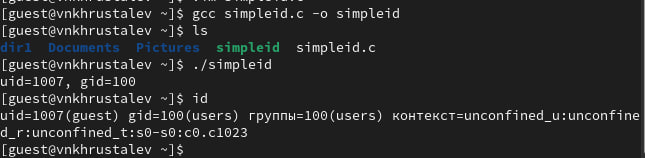 [guest@vnkhrustalev ~]$ gcc simpleid.c -o simpleid
[guest@vnkhrustalev ~]$ ls
dir1  Documents  Pictures  simpleid  simpleid.c
[guest@vnkhrustalev ~]$ ./simpleid
uid=1007, gid=100
[guest@vnkhrustalev ~]$ id
uid=1007(guest) gid=100(users) группы=100(users) контекст=unconfined_u:unconfine
d_r:unconfined_t:s0-s0:c0.c1023
[guest@vnkhrustalev ~]$